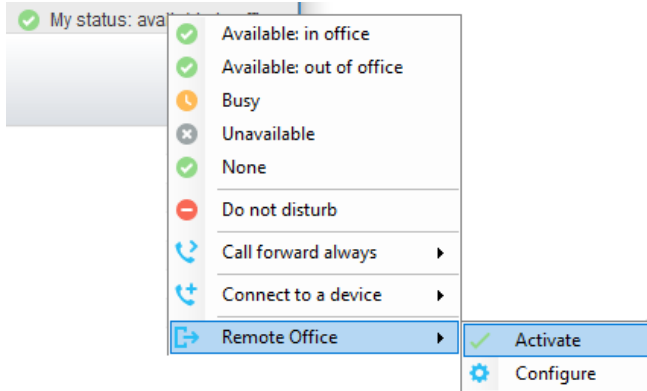 My status: ava
Available: in office
Available: out of office
Busy
Unavailable
None
Do not disturb
Call forward always
Connect to a device
Remote Office
Activate
Configure